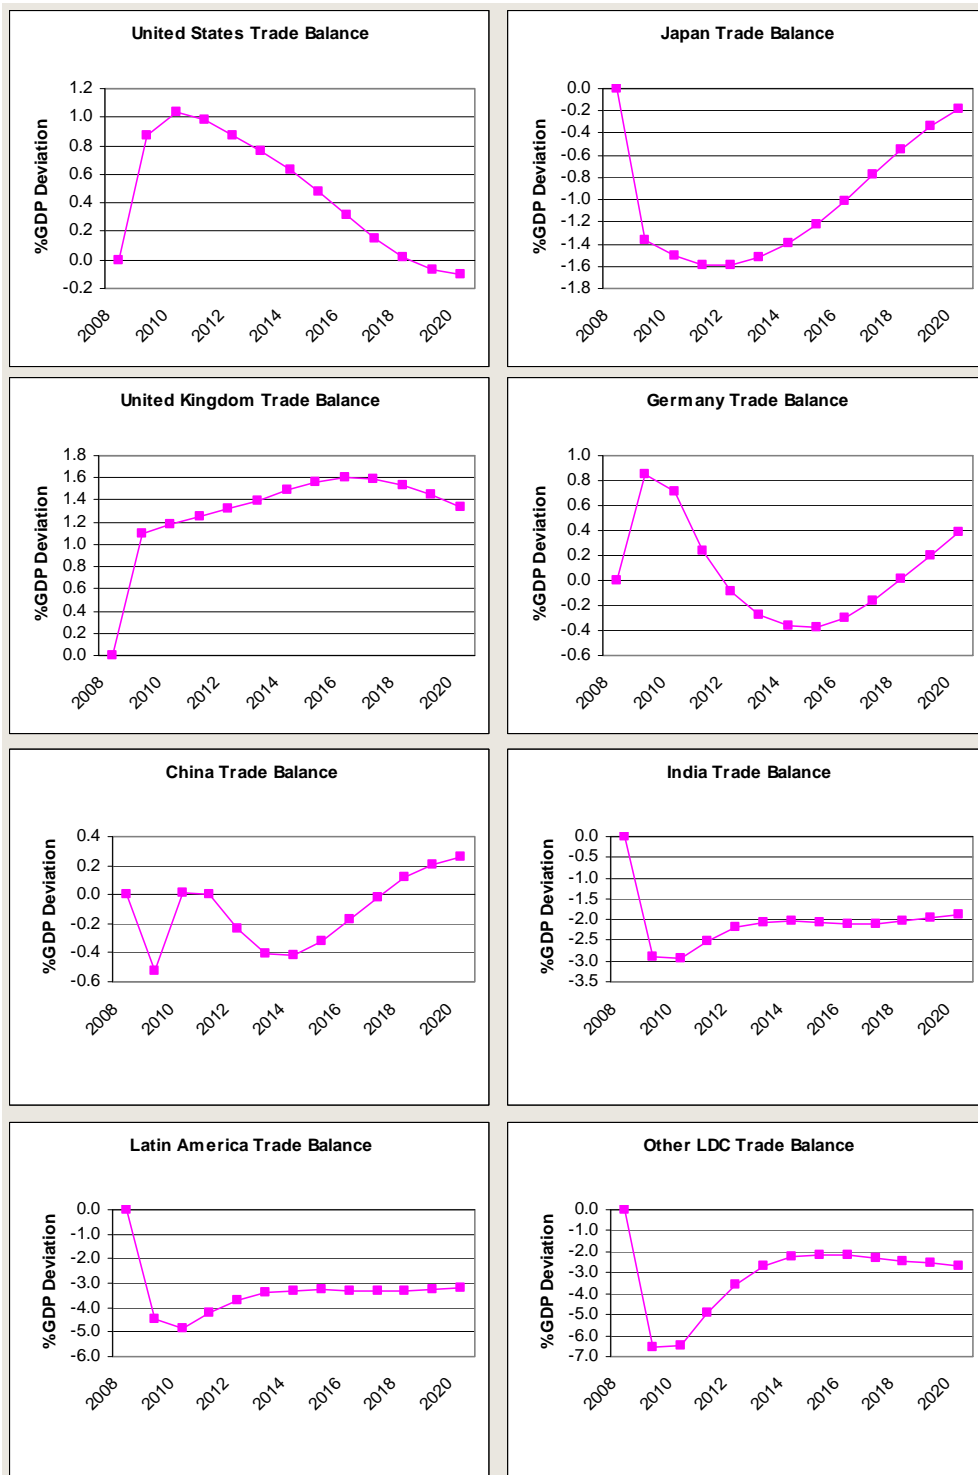 United States Trade Balance
%GDP Deviation
1.2
1.0
0.8
0.6
0.4
0.2
0.0
-0.2
2008 2010 2012 2014 2016 2018 2020
Japan Trade Balance
%GDP Deviation
0.0
-0.2
-0.4
-0.6
-0.8
-1.0
-1.2
-1.4
-1.6
-1.8
2008 2010 2012 2014 2016 2018 2020
United Kingdom Trade Balance
%GDP Deviation
1.8
1.6
1.4
1.2
1.0
0.8
0.6
0.4
0.2
0.0
2008 2010 2012 2014 2016 2018 2020
Germany Trade Balance
%GDP Deviation
1.0
0.8
0.6
0.4
0.2
0.0
-0.2
-0.4
-0.6
2008 2010 2012 2014 2016 2018 2020
China Trade Balance
%GDP Deviation
0.4
0.2
0.0
-0.2
-0.4
-0.6
2008 2010 2012 2014 2016 2018 2020
India Trade Balance
%GDP Deviation
0.0
-0.5
-1.0
-1.5
-2.0
-2.5
-3.0
-3.5
2008 2010 2012 2014 2016 2018 2020
Latin America Trade Balance
%GDP Deviation
0.0
-1.0
-2.0
-3.0
-4.0
-5.0
-6.0
2008 2010 2012 2014 2016 2018 2020
Other LDC Trade Balance
%GDP Deviation
0.0
-1.0
-2.0
-3.0
-4.0
-5.0
-6.0
-7.0
2008 2010 2012 2014 2016 2018 2020